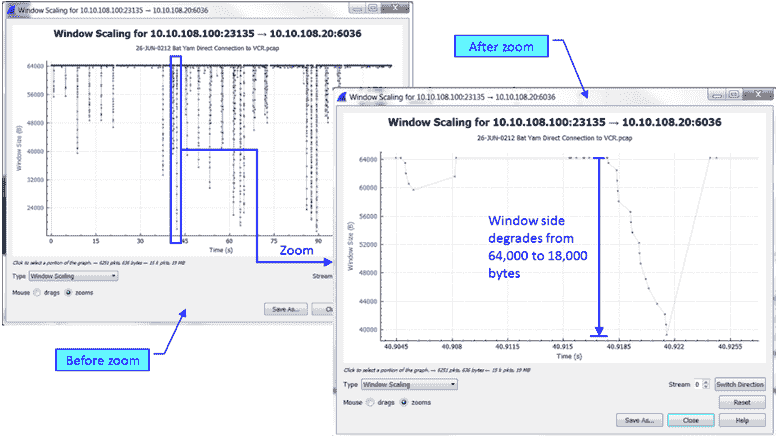 Window Scaling for 10.10.108.100:23135 → 10.10.108.20:6036
Window Scaling for 10.10.108.100:23135 → 10.10.108.20:6036
26-JUN-0212 Bat Yam Direct Connection to VCR.pcap
Window Size (B)
64000
56000
48000
40000
32000
24000
0
15
30
45
60
75
90
Time (s)
Click to select a portion of the graph. — 6251 pkts, 636 bytes — 15 k pkts, 19 MB
Type
Window Scaling
Stream
Mouse
drags
zooms
Save As...
Clo
Before zoom
Zoom
After zoom
Window Scaling for 10.10.108.100:23135 → 10.10.108.20:6036
Window Scaling for 10.10.108.100:23135 → 10.10.108.20:6036
26-JUN-0212 Bat Yam Direct Connection to VCR.pcap
Window Size (B)
64000
60000
56000
52000
48000
44000
40000
Window side
degrades from
64,000 to 18,000
bytes
40.9045
40.908
40.9115
40.915
40.9185
40.922
40.9255
Time (s)
Click to select a portion of the graph. — 6251 pkts, 636 bytes — 15 k pkts, 19 MB
Type
Window Scaling
Stream 0
Switch Direction
Mouse
drags
zooms
Reset
Save As...
Close
Help